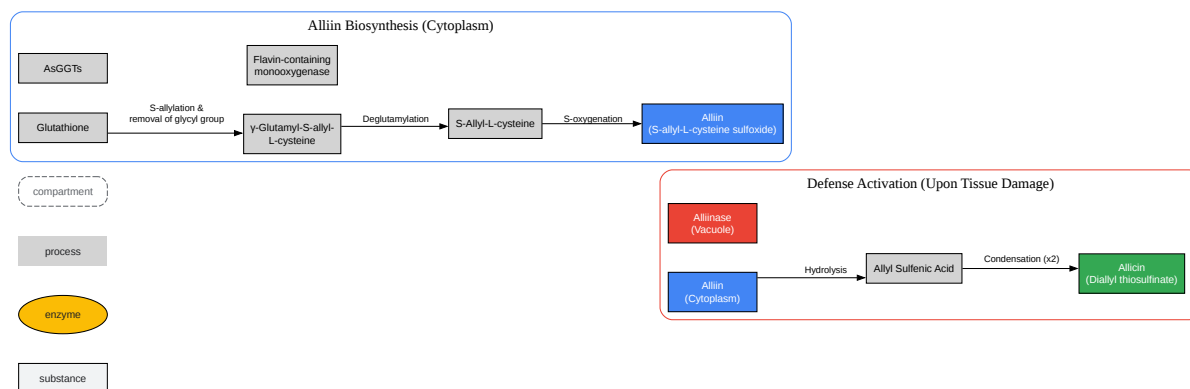 Alliin Biosynthesis (Cytoplasm)
AsGGTs
Flavin-containing
monooxygenase
Glutathione
S-allylation &
removal of glycyl group
γ-Glutamyl-S-allyl-
L-cysteine
Deglutamylation
S-Allyl-L-cysteine
S-oxygenation
Alliin
(S-allyl-L-cysteine sulfoxide)
compartment
process
enzyme
substance
Defense Activation (Upon Tissue Damage)
Alliinase
(Vacuole)
Alliin
(Cytoplasm)
Hydrolysis
Allyl Sulfenic Acid
Condensation (x2)
Allicin
(Diallyl thiosulfinate)